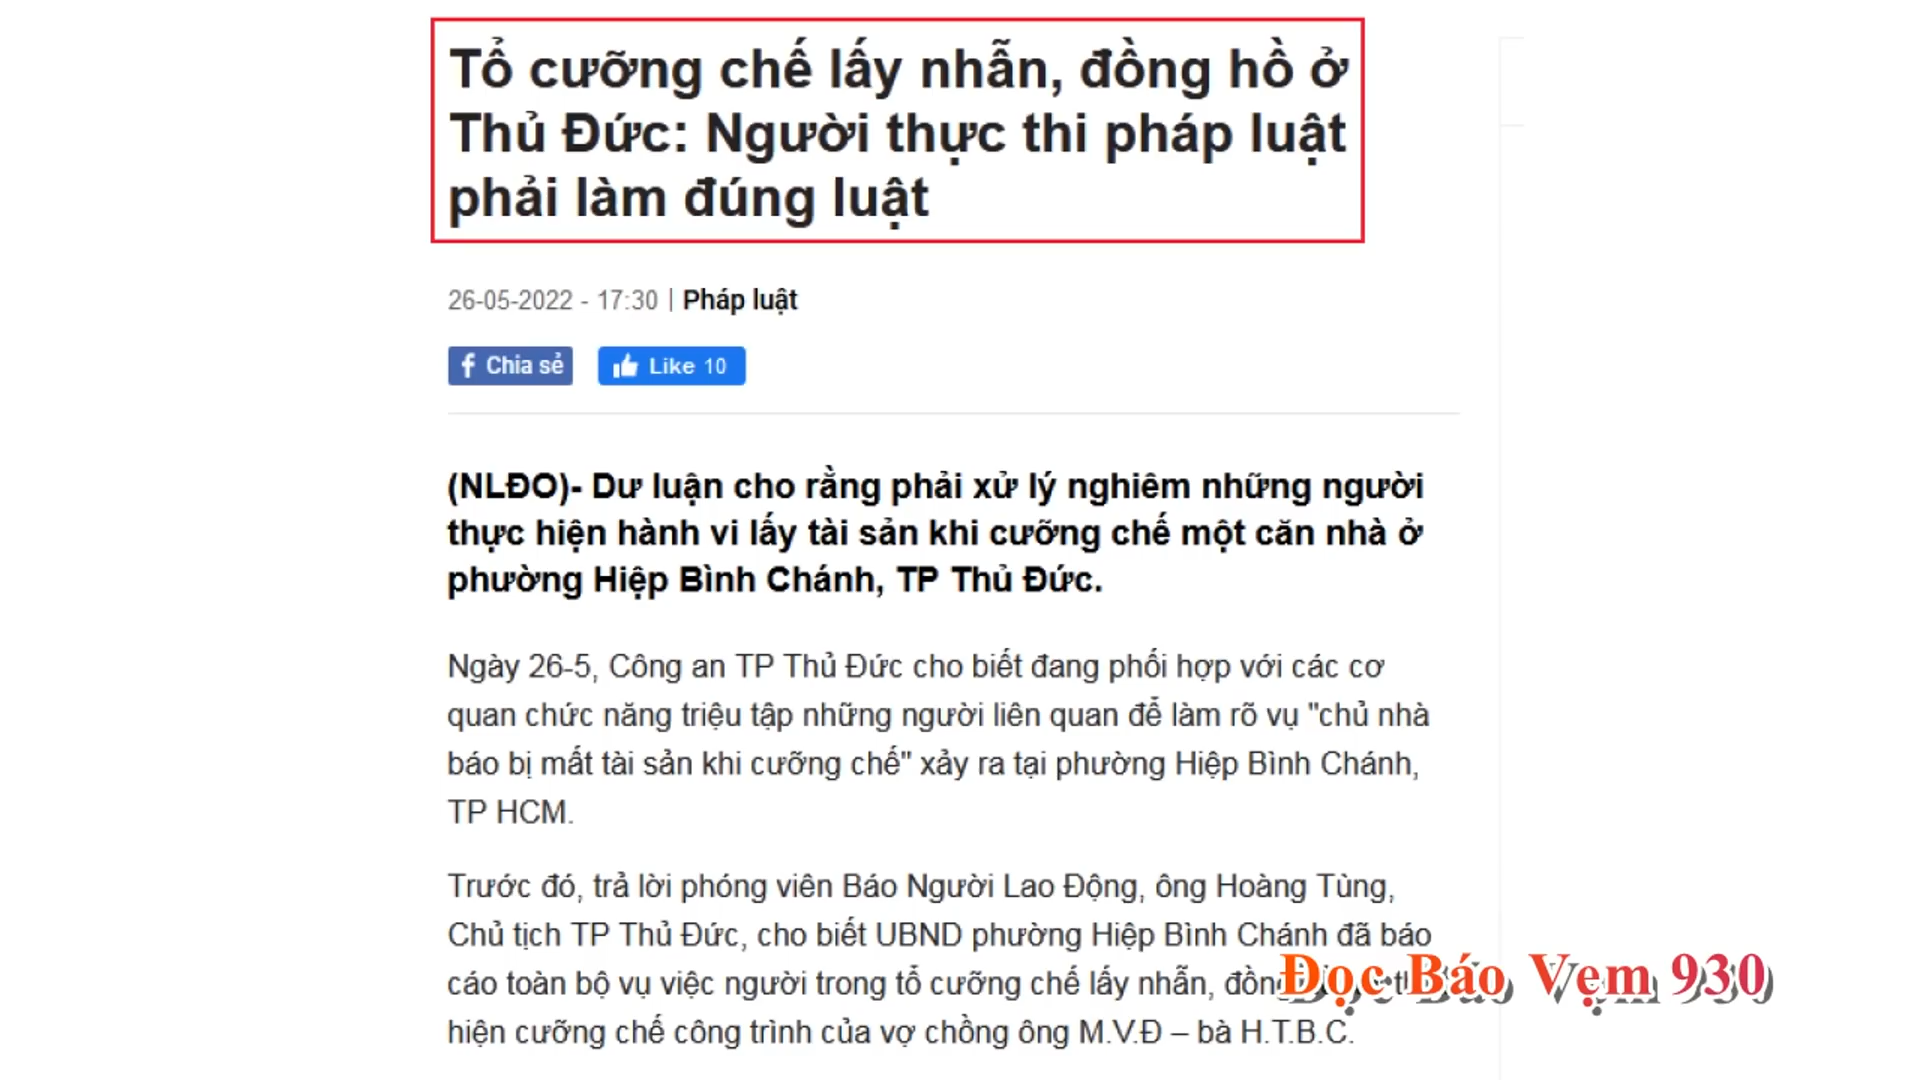 Tổ cưỡng chế lấy nhẫn, đồng hồ ở
Thủ Đức: Người thực thi pháp luật
phải làm đúng luật
26-05-2022 - 17:30 | Pháp luật
Chia sẻ Like 10
(NLĐO)- Dư luận cho rằng phải xử lý nghiêm những người
thực hiện hành vi lấy tài sản khi cưỡng chế một căn nhà ở
phường Hiệp Bình Chánh, TP Thủ Đức.
Ngày 26-5, Công an TP Thủ Đức cho biết đang phối hợp với các cơ
quan chức năng triệu tập những người liên quan để làm rõ vụ "chủ nhà
báo bị mất tài sản khi cưỡng chế" xảy ra tại phường Hiệp Bình Chánh,
TP HCM.
Trước đó, trả lời phóng viên Báo Người Lao Động, ông Hoàng Tùng,
Chủ tịch TP Thủ Đức, cho biết UBND phường Hiệp Bình Chánh đã báo
cáo toàn bộ vụ việc người trong tổ cưỡng chế lấy nhẫn,
Đọc Báo Vẹm 930
hiện cưỡng chế công trình của vợ chồng ông M.V.Đ – bà H.T.B.C.